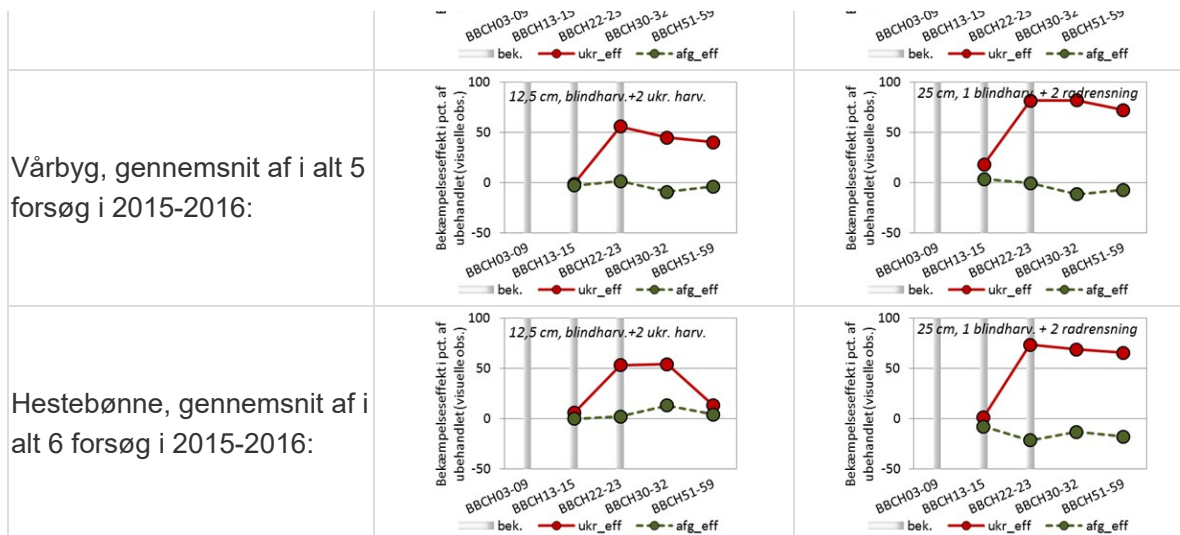 BBCH03-09 BBCH13-15 BBCH22-23 BBCH30-32 BBCH51-59
bek. ukr_eff afg_eff
BBCH03-09 BBCH13-15 BBCH22-23 BBCH30-32 BBCH51-59
bek. ukr_eff afg_eff
Vårbyg, gennemsnit af i alt 5
forsøg i 2015-2016:
Bekæmpelseseffekt i pct. af
ubehandlet (visuelle obs.)
100
50
0
-50
12,5 cm, blindharv.+2 ukr. harv.
BBCH03-09 BBCH13-15 BBCH22-23 BBCH30-32 BBCH51-59
bek. ukr_eff afg_eff
Bekæmpelseseffekt i pct. af
ubehandlet (visuelle obs.)
100
50
0
-50
25 cm, 1 blindharv. + 2 radrensning
BBCH03-09 BBCH13-15 BBCH22-23 BBCH30-32 BBCH51-59
bek. ukr_eff afg_eff
Hestebønne, gennemsnit af i
alt 6 forsøg i 2015-2016:
Bekæmpelseseffekt i pct. af
ubehandlet (visuelle obs.)
100
50
0
-50
12,5 cm, blindharv.+2 ukr. harv.
BBCH03-09 BBCH13-15 BBCH22-23 BBCH30-32 BBCH51-59
bek. ukr_eff afg_eff
Bekæmpelseseffekt i pct. af
ubehandlet (visuelle obs.)
100
50
0
-50
25 cm, 1 blindharv. + 2 radrensning
BBCH03-09 BBCH13-15 BBCH22-23 BBCH30-32 BBCH51-59
bek. ukr_eff afg_eff